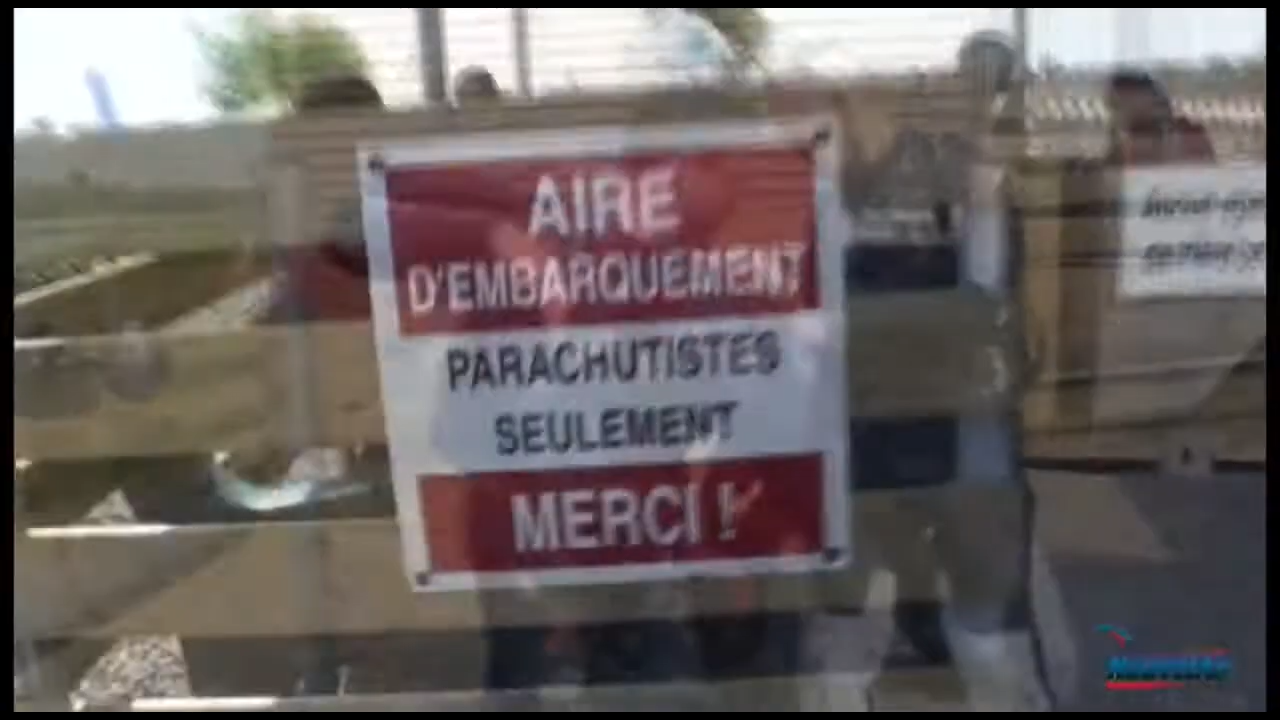 AIRE
D'EMBARQUEMENT
PARACHUTISTES
SEULEMENT
MERCI !